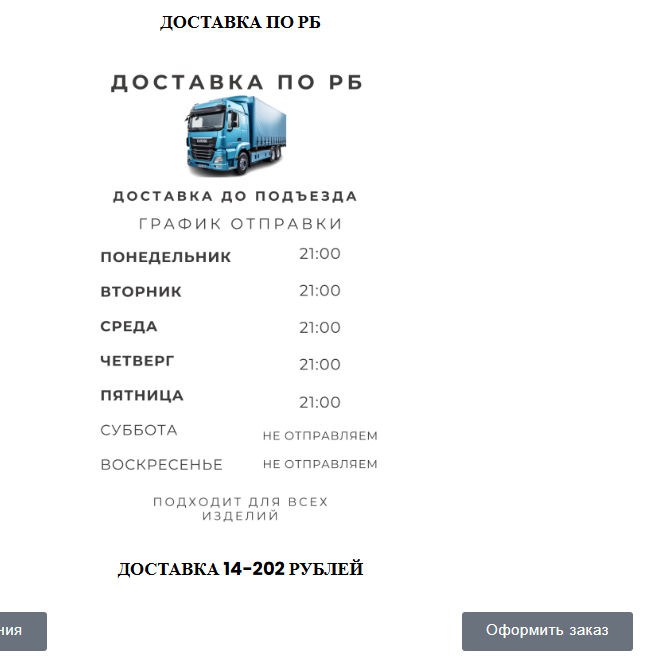 ДОСТАВКА ПО РБ
ДОСТАВКА ПО РБ
ДОСТАВКА ДО ПОДЪЕЗДА
ГРАФИК ОТПРАВКИ
ПОНЕДЕЛЬНИК 21:00
ВТОРНИК 21:00
СРЕДА 21:00
ЧЕТВЕРГ 21:00
ПЯТНИЦА 21:00
СУББОТА НЕ ОТПРАВЛЯЕМ
ВОСКРЕСЕНЬЕ НЕ ОТПРАВЛЯЕМ
ПОДХОДИТ ДЛЯ ВСЕХ
ИЗДЕЛИЙ
ДОСТАВКА 14-202 РУБЛЕЙ
ния Оформить заказ